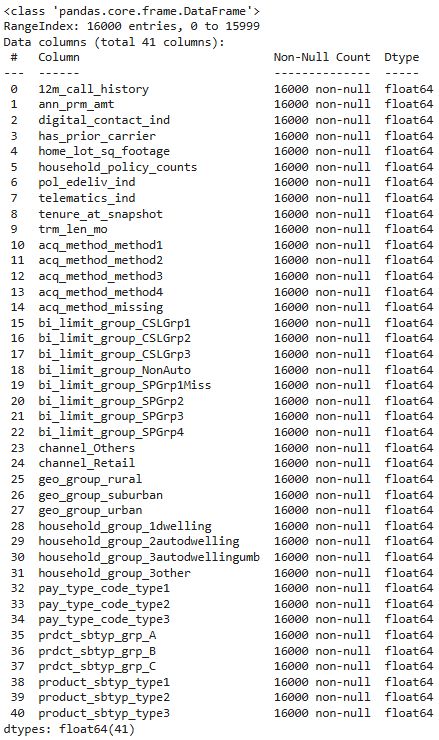 <class 'pandas.core.frame.DataFrame'>
RangeIndex: 16000 entries, 0 to 15999
Data columns (total 41 columns):
 #   Column                        Non-Null Count  Dtype
---  ------                        --------------  -----
 0   12m_call_history              16000 non-null  float64
 1   ann_prm_amt                   16000 non-null  float64
 2   digital_contact_ind           16000 non-null  float64
 3   has_prior_carrier             16000 non-null  float64
 4   home_lot_sq_footage           16000 non-null  float64
 5   household_policy_counts       16000 non-null  float64
 6   pol_edeliv_ind                16000 non-null  float64
 7   telematics_ind                16000 non-null  float64
 8   tenure_at_snapshot            16000 non-null  float64
 9   trm_len_mo                    16000 non-null  float64
 10  acq_method_method1            16000 non-null  float64
 11  acq_method_method2            16000 non-null  float64
 12  acq_method_method3            16000 non-null  float64
 13  acq_method_method4            16000 non-null  float64
 14  acq_method_missing            16000 non-null  float64
 15  bi_limit_group_CSLGrp1        16000 non-null  float64
 16  bi_limit_group_CSLGrp2        16000 non-null  float64
 17  bi_limit_group_CSLGrp3        16000 non-null  float64
 18  bi_limit_group_NonAuto        16000 non-null  float64
 19  bi_limit_group_SPGrp1Miss     16000 non-null  float64
 20  bi_limit_group_SPGrp2         16000 non-null  float64
 21  bi_limit_group_SPGrp3         16000 non-null  float64
 22  bi_limit_group_SPGrp4         16000 non-null  float64
 23  channel_Others                16000 non-null  float64
 24  channel_Retail                16000 non-null  float64
 25  geo_group_rural               16000 non-null  float64
 26  geo_group_suburban            16000 non-null  float64
 27  geo_group_urban               16000 non-null  float64
 28  household_group_1dwelling     16000 non-null  float64
 29  household_group_2autodwelling  16000 non-null  float64
 30  household_group_3autodwellingumb  16000 non-null  float64
 31  household_group_3other        16000 non-null  float64
 32  pay_type_code_type1           16000 non-null  float64
 33  pay_type_code_type2           16000 non-null  float64
 34  pay_type_code_type3           16000 non-null  float64
 35  prdct_sbtyp_grp_A             16000 non-null  float64
 36  prdct_sbtyp_grp_B             16000 non-null  float64
 37  prdct_sbtyp_grp_C             16000 non-null  float64
 38  product_sbtyp_type1           16000 non-null  float64
 39  product_sbtyp_type2           16000 non-null  float64
 40  product_sbtyp_type3           16000 non-null  float64
dtypes: float64(41)